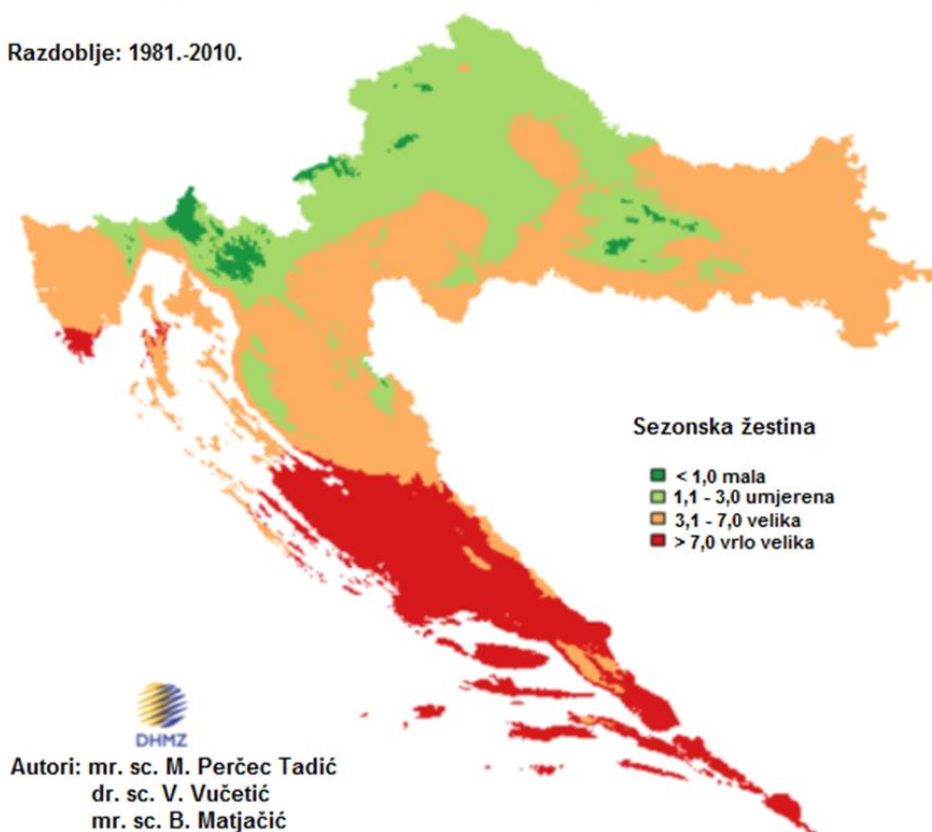 Razdoblje: 1981.-2010.
Sezonska žestina
< 1,0 mala
1,1 - 3,0 umjerena
3,1 - 7,0 velika
> 7,0 vrlo velika
DHMZ
Autori: mr. sc. M. Perčec Tadić
dr. sc. V. Vučetić
mr. sc. B. Matjačić